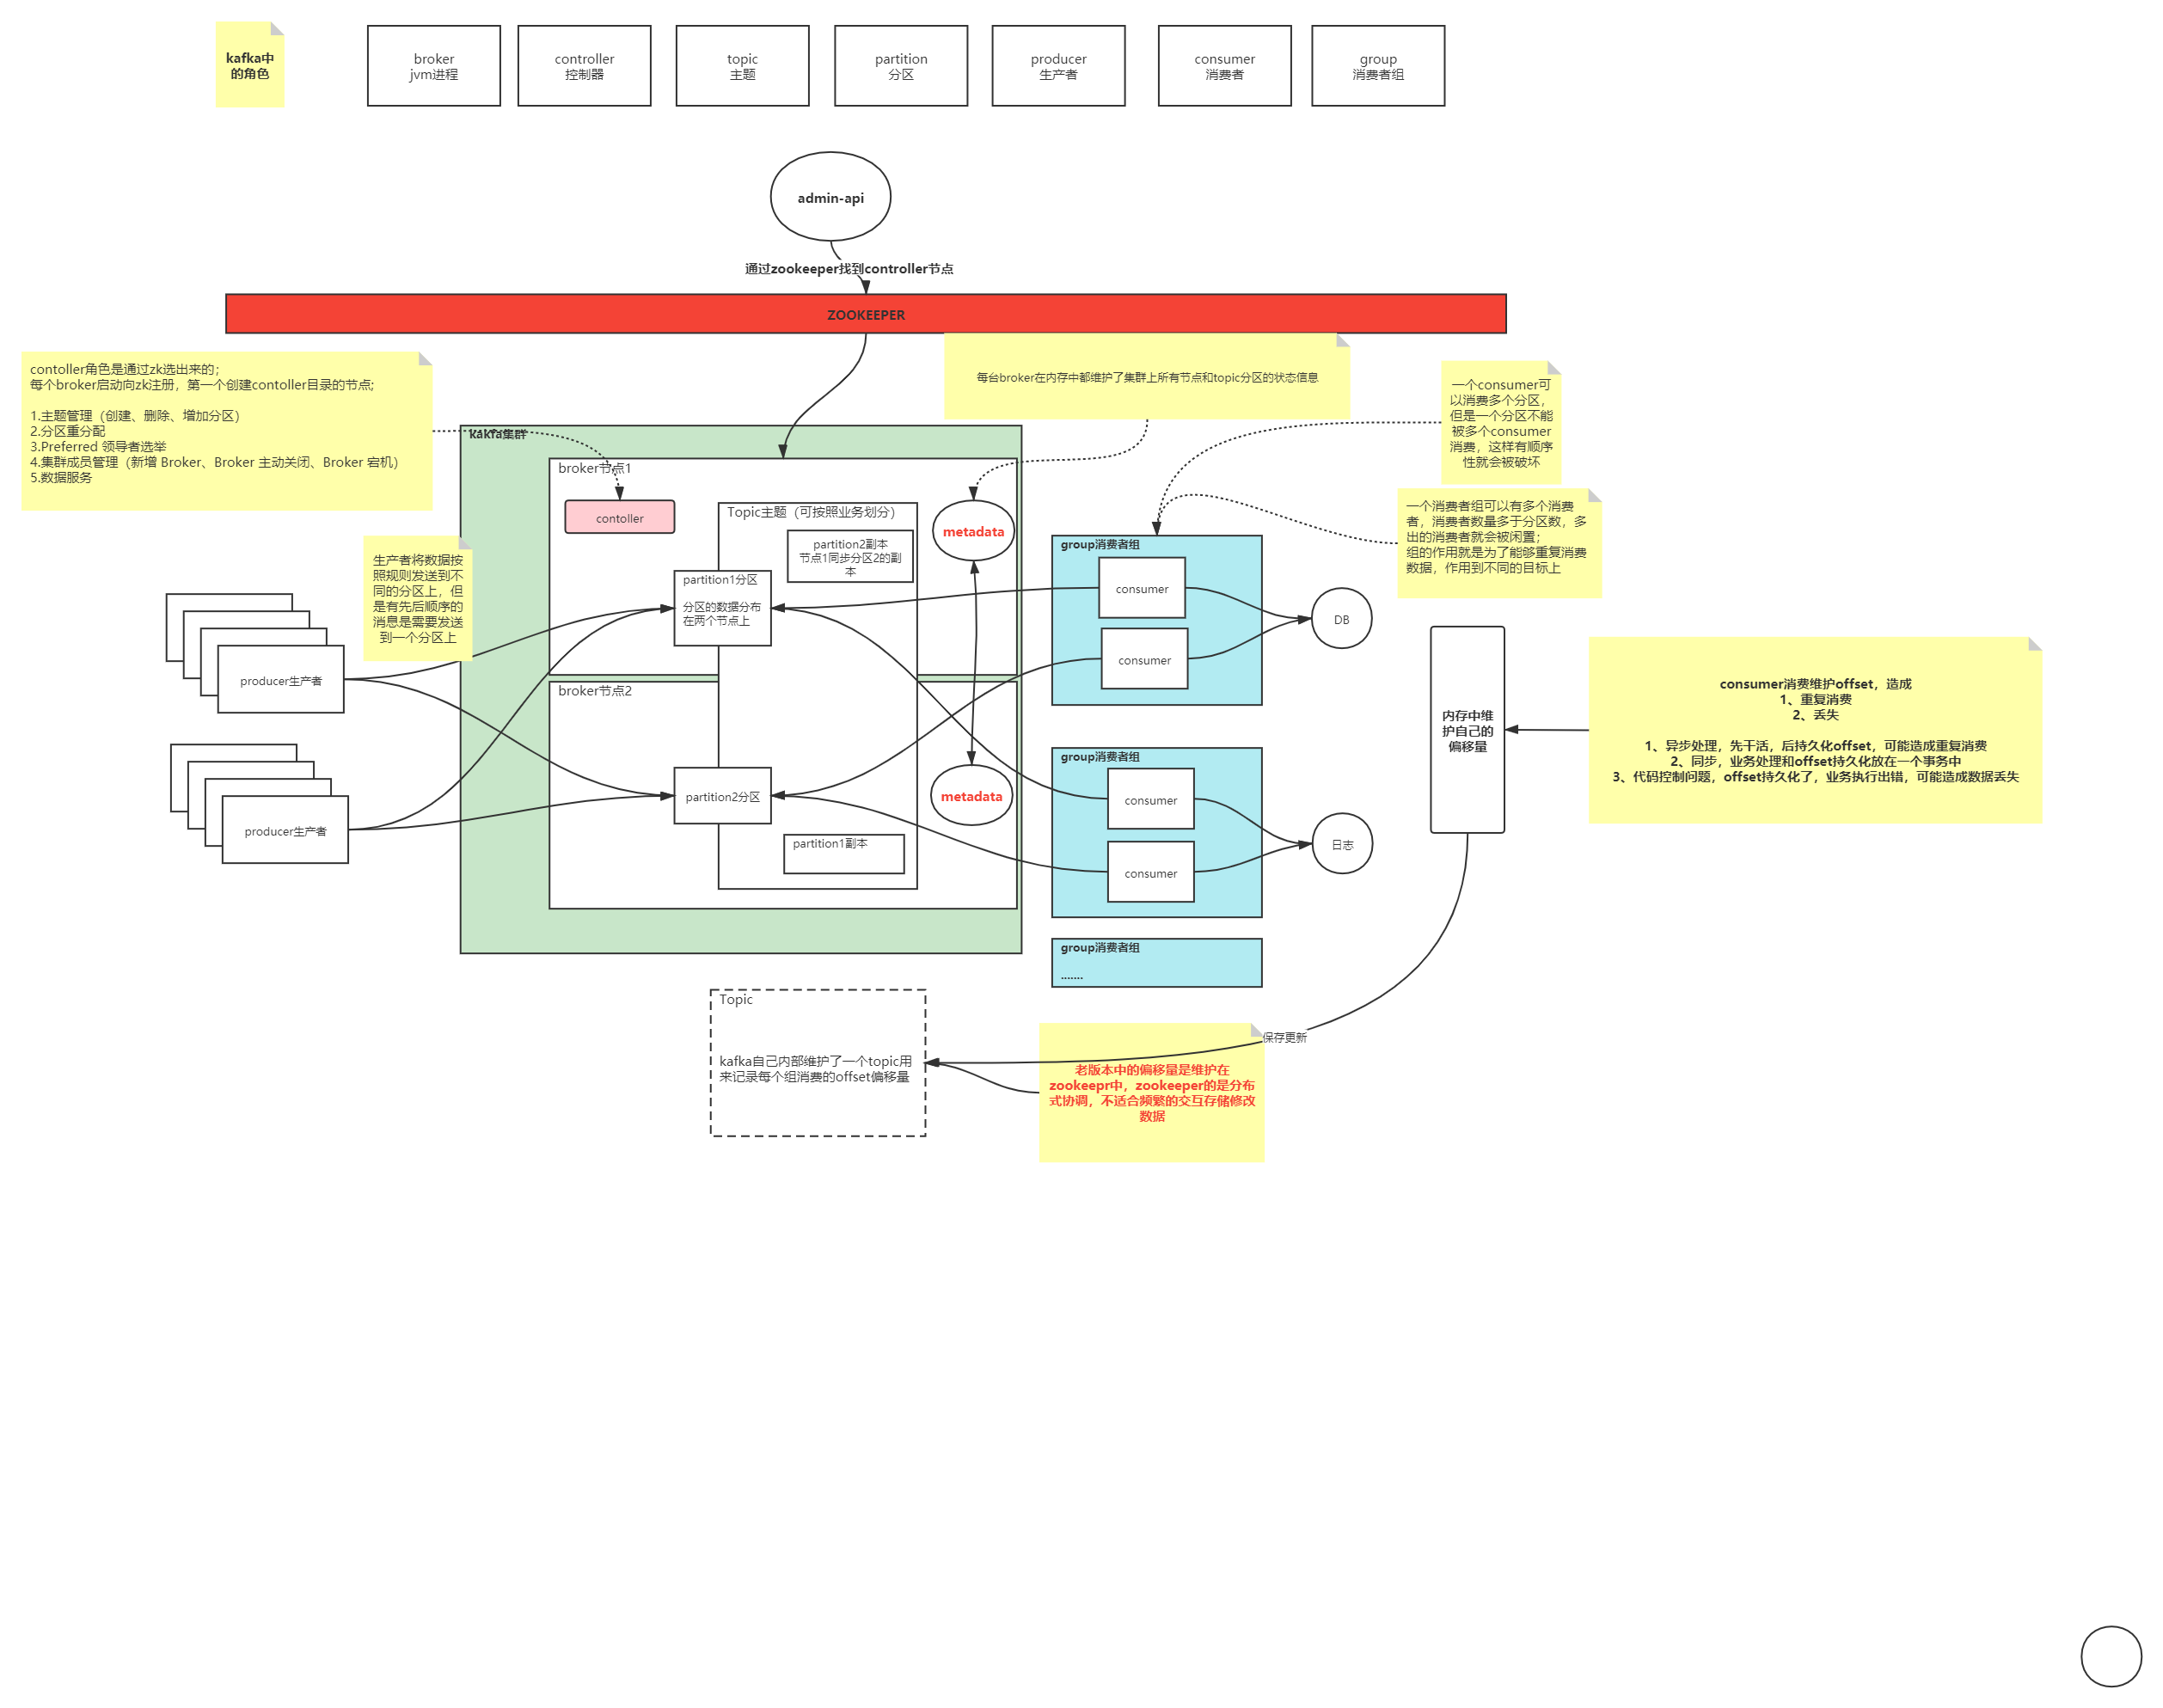 kafka中
的角色
broker
jvm进程
controller
控制器
topic
主题
partition
分区
producer
生产者
consumer
消费者
group
消费者组
admin-api
通过zookeeper找到controller节点
ZOOKEEPER
contoller角色是通过zk选出来的；
每个broker启动向zk注册，第一个创建contoller目录的节点;
1.主题管理（创建、删除、增加分区）
2.分区重分配
3.Preferred 领导者选举
4.集群成员管理（新增 Broker、Broker 主动关闭、Broker 宕机）
5.数据服务
每台broker在内存中都维护了集群上所有节点和topic分区的状态信息
一个consumer可
以消费多个分区，
但是一个分区不能
被多个consumer
消费，这样有顺序
性就会被破坏
一个消费者组可以有多个消费
者，消费者数量多于分区数，多
出的消费者就会被闲置；
组的作用就是为了能够重复消费
数据，作用到不同的目标上
kakfa集群
broker节点1
contoller
Topic主题（可按照业务划分）
partition2副本
节点1同步分区2的副
本
metadata
partition1分区
分区的数据分布
在两个节点上
生产者将数据按
照规则发送到不
同的分区上，但
是有先后顺序的
消息是需要发送
到一个分区上
producer生产者
producer生产者
broker节点2
partition2分区
partition1副本
metadata
group消费者组
consumer
consumer
DB
group消费者组
consumer
consumer
日志
group消费者组
.......
内存中维
护自己的
偏移量
consumer消费维护offset，造成
1、重复消费
2、丢失
1、异步处理，先干活，后持久化offset，可能造成重复消费
2、同步，业务处理和offset持久化放在一个事务中
3、代码控制问题，offset持久化了，业务执行出错，可能造成数据丢失
保存更新
Topic
kafka自己内部维护了一个topic用
来记录每个组消费的offset偏移量
老版本中的偏移量是维护在
zookeepr中，zookeeper的是分布
式协调，不适合频繁的交互存储修改
数据